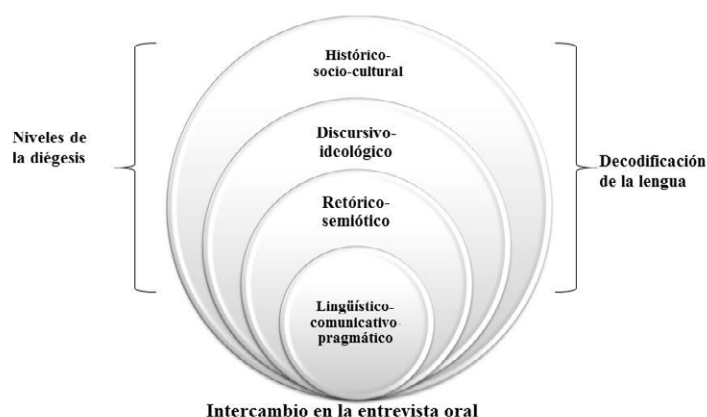 Histórico-
socio-cultural
Niveles de
la diégesis
Discursivo-
ideológico
Decodificación
de la lengua
Retórico-
semiótico
Lingüístico-
comunicativo
pragmático
Intercambio en la entrevista oral